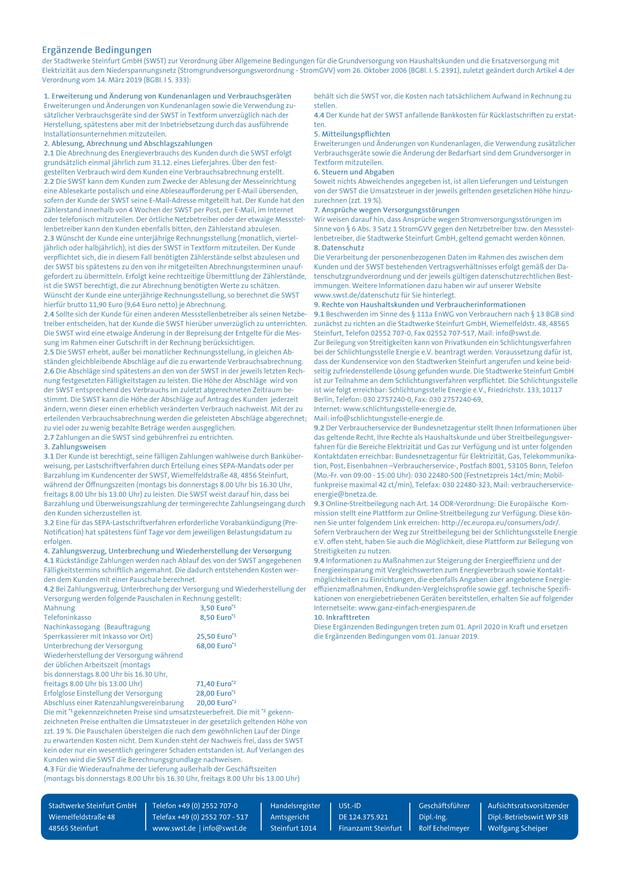 Ergänzende Bedingungen
der Stadtwerke Steinfurt GmbH (SWST) zur Verordnung über Allgemeine Bedingungen für die Grundversorgung von Haushaltskunden und die Ersatzversorgung mit
Elektrizität aus dem Niederspannungsnetz (Stromgrundversorgungsverordnung - StromGVV) vom 26. Oktober 2006 (BGBl. I. S. 2391), zuletzt geändert durch Artikel 4 der
Verordnung vom 14. März 2019 (BGBl. I S. 333):
1. Erweiterung und Änderung von Kundenanlagen und Verbrauchsgeräten
Erweiterungen und Änderungen von Kundenanlagen sowie die Verwendung zu-
sätzlicher Verbrauchsgeräte sind der SWST in Textform unverzüglich nach der
Herstellung, spätestens aber mit der Inbetriebsetzung durch das ausführende
Installationsunternehmen mitzuteilen.
2. Ablesung, Abrechnung und Abschlagszahlungen
2.1 Die Abrechnung des Energieverbrauchs des Kunden durch die SWST erfolgt
grundsätzlich einmal jährlich zum 31.12. eines Lieferjahres. Über den fest-
gestellten Verbrauch wird dem Kunden eine Verbrauchsabrechnung erstellt.
2.2 Die SWST kann dem Kunden zum Zwecke der Ablesung der Messeinrichtung
eine Ablesekarte postalisch und eine Ableseaufforderung per E-Mail übersenden,
sofern der Kunde der SWST seine E-Mail-Adresse mitgeteilt hat. Der Kunde hat den
Zählerstand innerhalb von 4 Wochen der SWST per Post, per E-Mail, im Internet
oder telefonisch mitzuteilen. Der örtliche Netzbetreiber oder der etwaige Messstel-
lenbetreiber kann den Kunden ebenfalls bitten, den Zählerstand abzulesen.
2.3 Wünscht der Kunde eine unterjährige Rechnungsstellung (monatlich, viertel-
jährlich oder halbjährlich), ist dies der SWST in Textform mitzuteilen. Der Kunde
verpflichtet sich, die in diesem Fall benötigten Zählerstände selbst abzulesen und
der SWST bis spätestens zu den von ihr mitgeteilten Abrechnungsterminen unauf-
gefordert zu übermitteln. Erfolgt keine rechtzeitige Übermittlung der Zählerstände,
ist die SWST berechtigt, die zur Abrechnung benötigten Werte zu schätzen.
Wünscht der Kunde eine unterjährige Rechnungsstellung, so berechnet die SWST
hierfür brutto 11,90 Euro (9,64 Euro netto) je Abrechnung.
2.4 Sollte sich der Kunde für einen anderen Messstellenbetreiber als seinen Netzbe-
treiber entscheiden, hat der Kunde die SWST hierüber unverzüglich zu unterrichten.
Die SWST wird eine etwaige Änderung in der Bepreisung der Entgelte für die Mes-
sung im Rahmen einer Gutschrift in der Rechnung berücksichtigen.
2.5 Die SWST erhebt, außer bei monatlicher Rechnungsstellung, in gleichen Ab-
ständen gleichbleibende Abschläge auf die zu erwartende Verbrauchsabrechnung.
2.6 Die Abschläge sind spätestens an den von der SWST in der jeweils letzten Rech-
nung festgesetzten Fälligkeitstagen zu leisten. Die Höhe der Abschläge wird von
der SWST entsprechend des Verbrauchs im zuletzt abgerechneten Zeitraum be-
stimmt. Die SWST kann die Höhe der Abschläge auf Antrag des Kunden jederzeit
ändern, wenn dieser einen erheblich veränderten Verbrauch nachweist. Mit der zu
erteilenden Verbrauchsabrechnung werden die geleisteten Abschläge abgerechnet;
zu viel oder zu wenig bezahlte Beträge werden ausgeglichen.
2.7 Zahlungen an die SWST sind gebührenfrei zu entrichten.
3. Zahlungsweisen
3.1 Der Kunde ist berechtigt, seine fälligen Zahlungen wahlweise durch Banküber-
weisung, per Lastschriftverfahren durch Erteilung eines SEPA-Mandats oder per
Barzahlung im Kundencenter der SWST, Wiemelfeldstraße 48, 4856 Steinfurt,
während der Öffnungszeiten (montags bis donnerstags 8.00 Uhr bis 16.30 Uhr,
freitags 8.00 Uhr bis 13.00 Uhr) zu leisten. Die SWST weist darauf hin, dass bei
Barzahlung und Überweisungszahlung der termingerechte Zahlungseingang durch
den Kunden sicherzustellen ist.
3.2 Eine für das SEPA-Lastschriftverfahren erforderliche Vorabankündigung (Pre-
Notification) hat spätestens fünf Tage vor dem jeweiligen Belastungsdatum zu
erfolgen.
4. Zahlungsverzug, Unterbrechung und Wiederherstellung der Versorgung
4.1 Rückständige Zahlungen werden nach Ablauf des von der SWST angegebenen
Fälligkeitstermins schriftlich angemahnt. Die dadurch entstehenden Kosten wer-
den dem Kunden mit einer Pauschale berechnet.
4.2 Bei Zahlungsverzug, Unterbrechung der Versorgung und Wiederherstellung der
Versorgung werden folgende Pauschalen in Rechnung gestellt:
Mahnung 3,50 Euro*¹
Telefoninkasso 8,50 Euro*¹
Nachinkassogang (Beauftragung
Sperrkassierer mit Inkasso vor Ort) 25,50 Euro*¹
Unterbrechung der Versorgung 68,00 Euro*¹
Wiederherstellung der Versorgung während
der üblichen Arbeitszeit (montags
bis donnerstags 8.00 Uhr bis 16.30 Uhr,
freitags 8.00 Uhr bis 13.00 Uhr) 71,40 Euro*²
Erfolglose Einstellung der Versorgung 28,00 Euro*¹
Abschluss einer Ratenzahlungsvereinbarung 20,00 Euro*²
Die mit *¹ gekennzeichneten Preise sind umsatzsteuerbefreit. Die mit *² gekenn-
zeichneten Preise enthalten die Umsatzsteuer in der gesetzlich geltenden Höhe von
zzt. 19 %. Die Pauschalen übersteigen die nach dem gewöhnlichen Lauf der Dinge
zu erwartenden Kosten nicht. Dem Kunden steht der Nachweis frei, dass der SWST
kein oder nur ein wesentlich geringerer Schaden entstanden ist. Auf Verlangen des
Kunden wird die SWST die Berechnungsgrundlage nachweisen.
4.3 Für die Wiederaufnahme der Lieferung außerhalb der Geschäftszeiten
(montags bis donnerstags 8.00 Uhr bis 16.30 Uhr, freitags 8.00 Uhr bis 13.00 Uhr)
behält sich die SWST vor, die Kosten nach tatsächlichem Aufwand in Rechnung zu
stellen.
4.4 Der Kunde hat der SWST anfallende Bankkosten für Rücklastschriften zu erstat-
ten.
5. Mitteilungspflichten
Erweiterungen und Änderungen von Kundenanlagen, die Verwendung zusätzlicher
Verbrauchsgeräte sowie die Änderung der Bedarfsart sind dem Grundversorger in
Textform mitzuteilen.
6. Steuern und Abgaben
Soweit nichts Abweichendes angegeben ist, ist allen Lieferungen und Leistungen
von der SWST die Umsatzsteuer in der jeweils geltenden gesetzlichen Höhe hinzu-
zurechnen (zzt. 19 %).
7. Ansprüche wegen Versorgungsstörungen
Wir weisen darauf hin, dass Ansprüche wegen Stromversorgungsstörungen im
Sinne von § 6 Abs. 3 Satz 1 StromGVV gegen den Netzbetreiber bzw. den Messstel-
lenbetreiber, die Stadtwerke Steinfurt GmbH, geltend gemacht werden können.
8. Datenschutz
Die Verarbeitung der personenbezogenen Daten im Rahmen des zwischen dem
Kunden und der SWST bestehenden Vertragsverhältnisses erfolgt gemäß der Da-
tenschutzgrundverordnung und der jeweils gültigen datenschutzrechtlichen Best-
immungen. Weitere Informationen dazu haben wir auf unserer Website
www.swst.de/datenschutz für Sie hinterlegt.
9. Rechte von Haushaltskunden und Verbraucherinformationen
9.1 Beschwerden im Sinne des § 111a EnWG von Verbrauchern nach § 13 BGB sind
zunächst zu richten an die Stadtwerke Steinfurt GmbH, Wiemelfeldstr. 48, 48565
Steinfurt, Telefon 02552 707-0, Fax 02552 707-517, Mail: info@swst.de.
Zur Beilegung von Streitigkeiten kann von Privatkunden ein Schlichtungsverfahren
bei der Schlichtungsstelle Energie e.V. beantragt werden. Voraussetzung dafür ist,
dass der Kundenservice von den Stadtwerken Steinfurt angerufen und keine beid-
seitig zufriedenstellende Lösung gefunden wurde. Die Stadtwerke Steinfurt GmbH
ist zur Teilnahme an dem Schlichtungsverfahren verpflichtet. Die Schlichtungsstelle
ist wie folgt erreichbar: Schlichtungsstelle Energie e.V., Friedrichstr. 133, 10117
Berlin, Telefon: 030 2757240-0, Fax: 030 2757240-69,
Internet: www.schlichtungsstelle-energie.de,
Mail: info@schlichtungsstelle-energie.de.
9.2 Der Verbraucherservice der Bundesnetzagentur stellt Ihnen Informationen über
das geltende Recht, Ihre Rechte als Haushaltskunde und über Streitbeilegungsver-
fahren für die Bereiche Elektrizität und Gas zur Verfügung und ist unter folgenden
Kontaktdaten erreichbar: Bundesnetzagentur für Elektrizität, Gas, Telekommunika-
tion, Post, Eisenbahnen –Verbraucherservice-, Postfach 8001, 53105 Bonn, Telefon
(Mo.-Fr. von 09:00 - 15:00 Uhr): 030 22480-500 (Festnetzpreis 14ct/min; Mobil-
funkpreise maximal 42 ct/min), Telefax: 030 22480-323, Mail: verbraucherservice-
energie@bnetza.de.
9.3 Online-Streitbeilegung nach Art. 14 ODR-Verordnung: Die Europäische Kom-
mission stellt eine Plattform zur Online-Streitbeilegung zur Verfügung. Diese kön-
nen Sie unter folgendem Link erreichen: http://ec.europa.eu/consumers/odr/.
Sofern Verbrauchern der Weg zur Streitbeilegung bei der Schlichtungsstelle Energie
e.V. offen steht, haben Sie auch die Möglichkeit, diese Plattform zur Beilegung von
Streitigkeiten zu nutzen.
9.4 Informationen zu Maßnahmen zur Steigerung der Energieeffizienz und der
Energieeinsparung mit Vergleichswerten zum Energieverbrauch sowie Kontakt-
möglichkeiten zu Einrichtungen, die ebenfalls Angaben über angebotene Energie-
effizienzmaßnahmen, Endkunden-Vergleichsprofile sowie ggf. technische Spezifi-
kationen von energiebetriebenen Geräten bereitstellen, erhalten Sie auf folgender
Internetseite: www.ganz-einfach-energiesparen.de
10. Inkrafttreten
Diese Ergänzenden Bedingungen treten zum 01. April 2020 in Kraft und ersetzen
die Ergänzenden Bedingungen vom 01. Januar 2019.
Stadtwerke Steinfurt GmbH
Wiemelfeldstraße 48
48565 Steinfurt
Telefon +49 (0) 2552 707-0
Telefax +49 (0) 2552 707 - 517
www.swst.de | info@swst.de
Handelsregister
Amtsgericht
Steinfurt 1014
USt.-ID
DE 124.375.921
Finanzamt Steinfurt
Geschäftsführer
Dipl.-Ing.
Rolf Echelmeyer
Aufsichtsratsvorsitzender
Dipl.-Betriebswirt WP StB
Wolfgang Scheiper